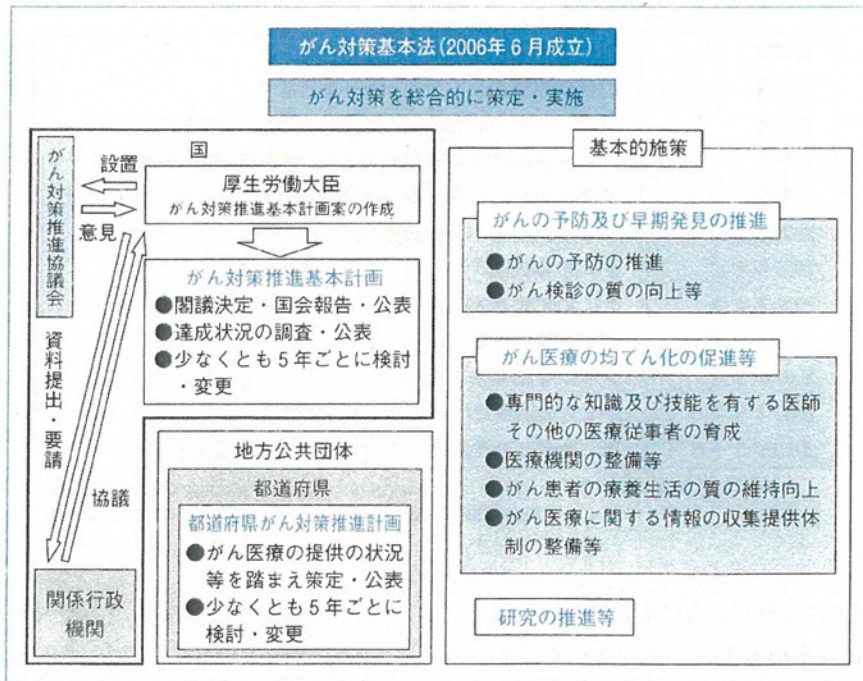 がん対策基本法(2006年6月成立)
がん対策を総合的に策定・実施
国
がん対策推進協議会
設置
意見
厚生労働大臣
がん対策推進基本計画案の作成
がん対策推進基本計画
●閣議決定・国会報告・公表
●達成状況の調査・公表
●少なくとも5年ごとに検討
・変更
資料提出・要請
協議
関係行政
機関
地方公共団体
都道府県
都道府県がん対策推進計画
●がん医療の提供の状況
等を踏まえ策定・公表
●少なくとも5年ごとに
検討・変更
基本的施策
がんの予防及び早期発見の推進
●がんの予防の推進
●がん検診の質の向上等
がん医療の均てん化の促進等
●専門的な知識及び技能を有する医師
その他の医療従事者の育成
●医療機関の整備等
●がん患者の療養生活の質の維持向上
●がん医療に関する情報の収集提供体
制の整備等
研究の推進等